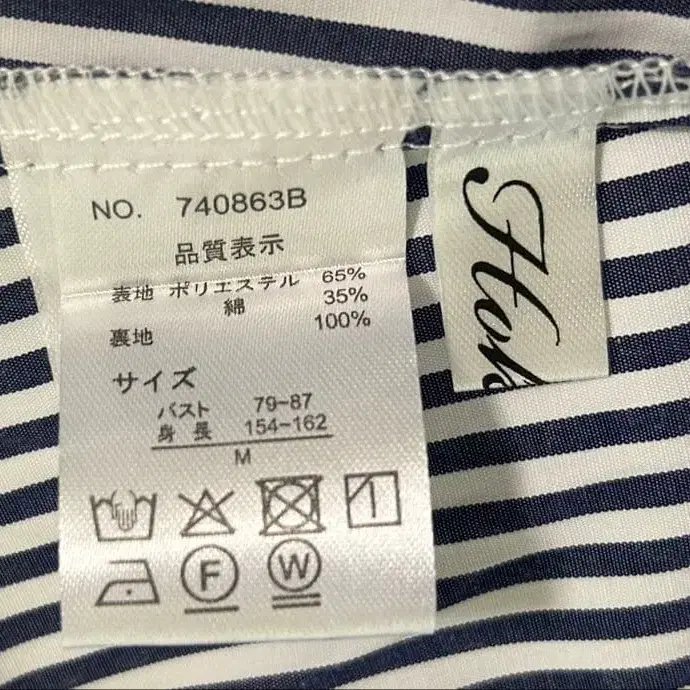 NO. 740863B
品質表示
表地 ポリエステル 65%
綿 35%
裏地 100%
サイズ
バスト 79-87
身長 154-162
M
F W